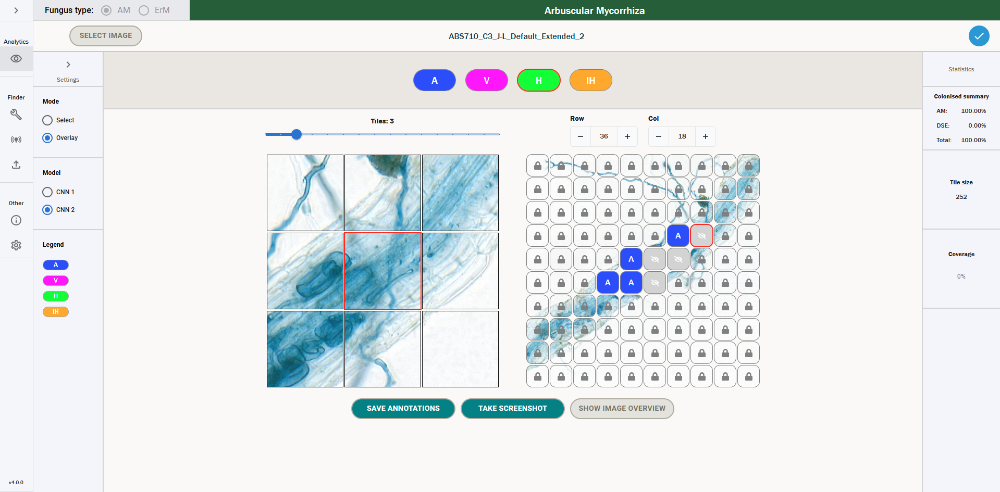 Fungus type: AM ErM
Arbuscular Mycorrhiza
SELECT IMAGE
ABS710_C3_J-L_Default_Extended_2
Analytics
Settings
A V H IH
Statistics
Finder
Mode
Select
Overlay
Tiles: 3
Row
36
Col
18
Colonised summary
AM: 100.00%
DSE: 0.00%
Total: 100.00%
Model
CNN 1
CNN 2
Tile size
252
Other
Legend
A
V
H
IH
A
A
A A
Coverage
0%
SAVE ANNOTATIONS
TAKE SCREENSHOT
SHOW IMAGE OVERVIEW
v4.0.0